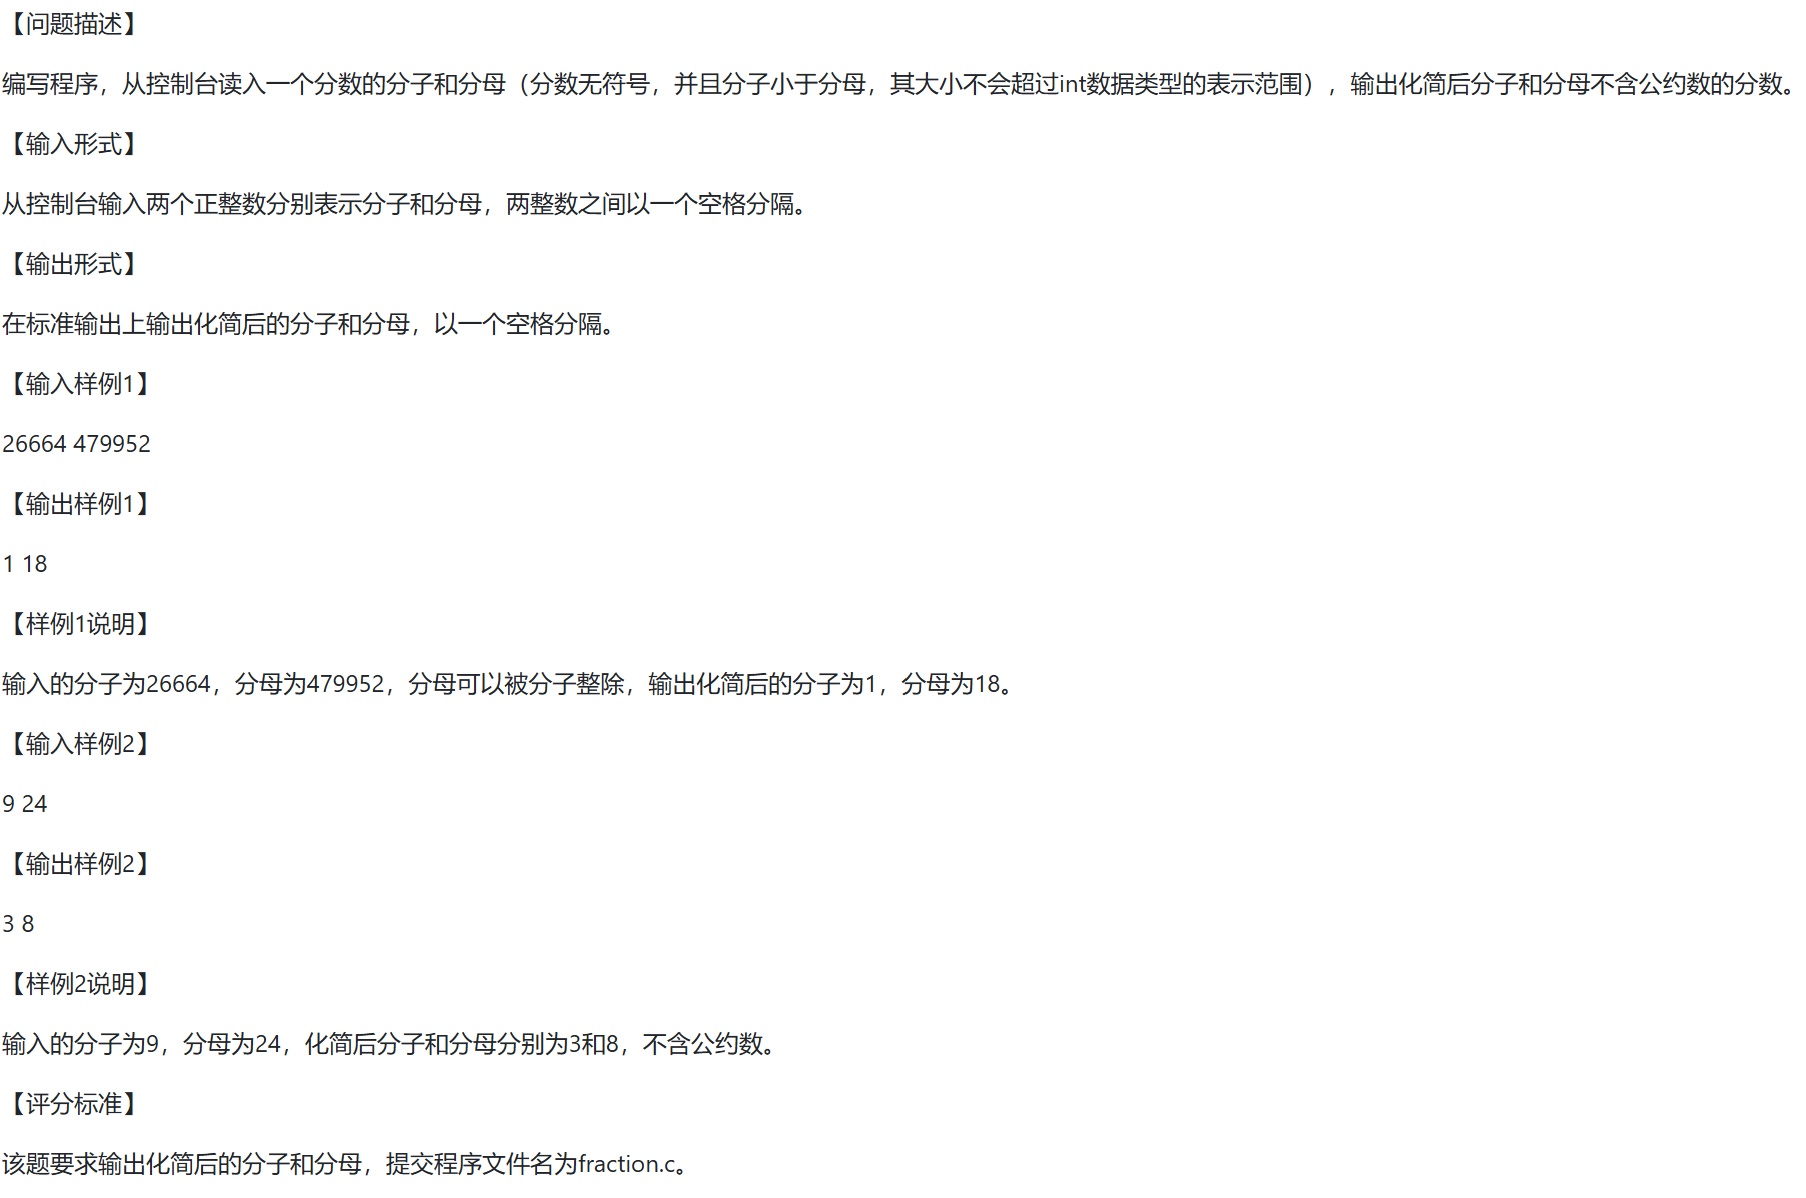 【问题描述】
编写程序，从控制台读入一个分数的分子和分母（分数无符号，并且分子小于分母，其大小不会超过int数据类型的表示范围），输出化简后分子和分母不含公约数的分数。
【输入形式】
从控制台输入两个正整数分别表示分子和分母，两整数之间以一个空格分隔。
【输出形式】
在标准输出上输出化简后的分子和分母，以一个空格分隔。
【输入样例1】
26664 479952
【输出样例1】
1 18
【样例1说明】
输入的分子为26664，分母为479952，分母可以被分子整除，输出化简后的分子为1，分母为18。
【输入样例2】
9 24
【输出样例2】
3 8
【样例2说明】
输入的分子为9，分母为24，化简后分子和分母分别为3和8，不含公约数。
【评分标准】
该题要求输出化简后的分子和分母，提交程序文件名为fraction.c。